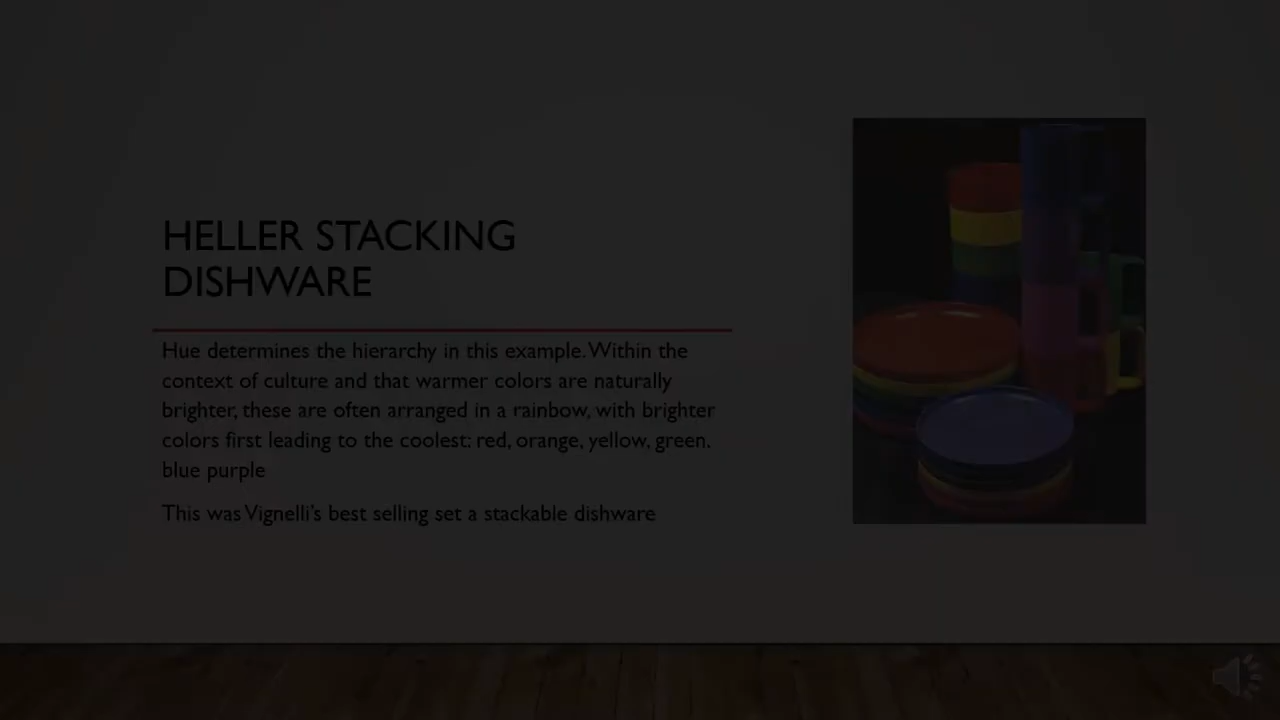 HELLER STACKING
DISHWARE
Hue determines the hierarchy in this example. Within the
context of culture and that warmer colors are naturally
brighter, these are often arranged in a rainbow, with brighter
colors first leading to the coolest: red, orange, yellow, green.
blue purple
This was Vignelli's best selling set a stackable dishware